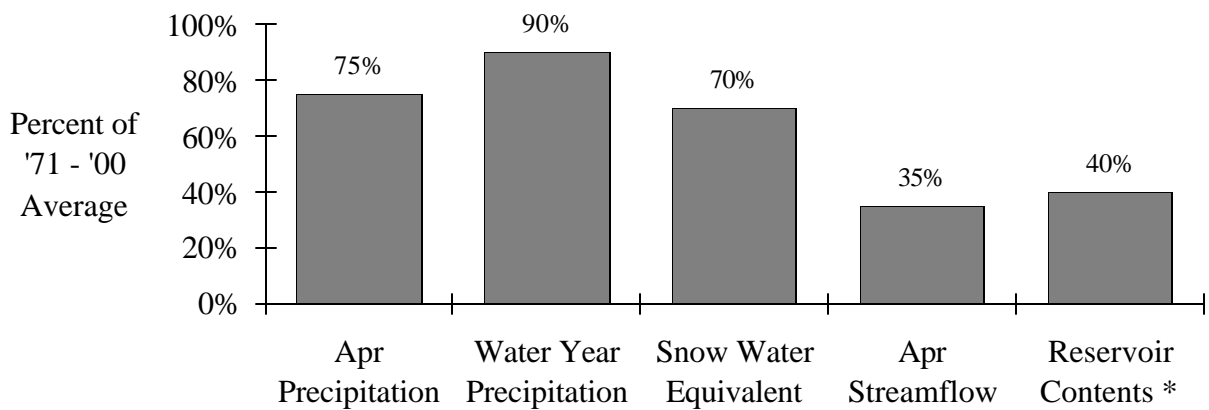 Percent of
'71 - '00
Average
100%
80%
60%
40%
20%
0%
75%
90%
70%
35%
40%
Apr
Precipitation
Water Year
Precipitation
Snow Water
Equivalent
Apr
Streamflow
Reservoir
Contents *